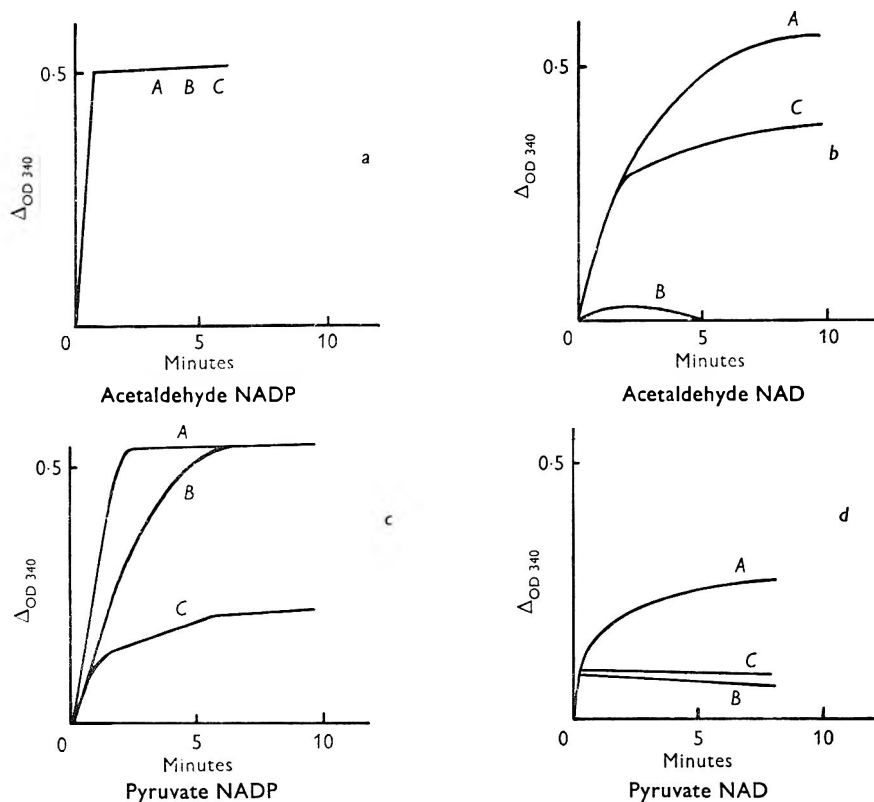 0·5
A B C
a
Δ OD 340
0 5 10
Minutes
Acetaldehyde NADP
A
0·5
C
b
Δ OD 340
B
0 5 10
Minutes
Acetaldehyde NAD
A
0·5
B
c
Δ OD 340
C
0 5 10
Minutes
Pyruvate NADP
0·5
d
A
Δ OD 340
C
B
0 5 10
Minutes
Pyruvate NAD